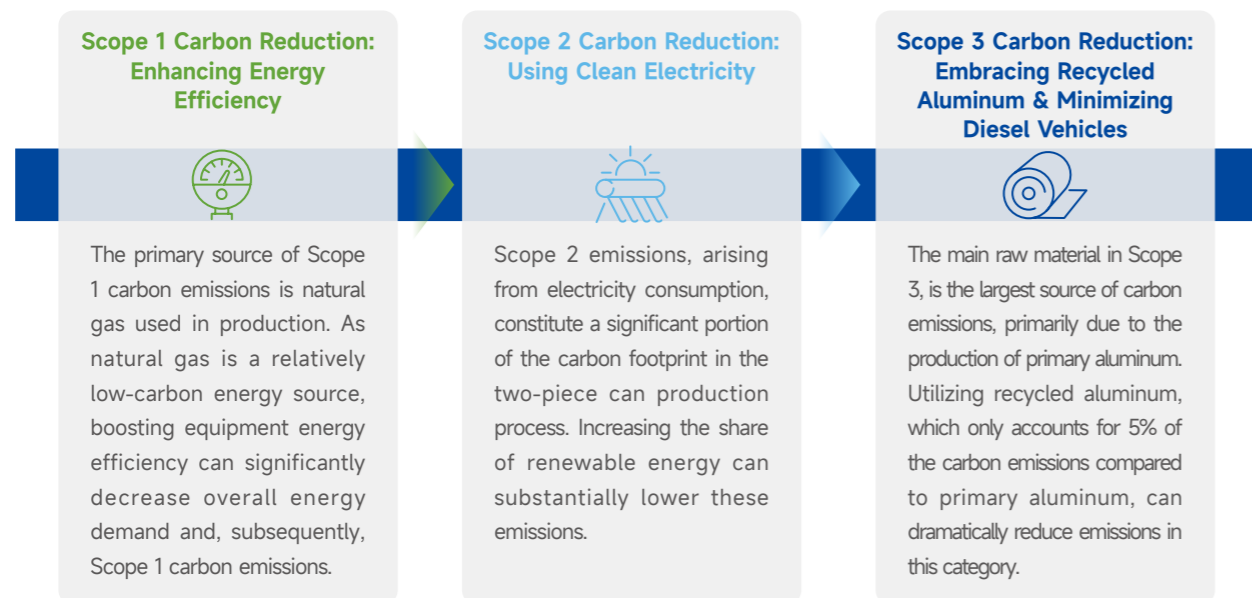 Scope 1 Carbon Reduction:
Enhancing Energy
Efficiency
The primary source of Scope
1 carbon emissions is natural
gas used in production. As
natural gas is a relatively
low-carbon energy source,
boosting equipment energy
efficiency can significantly
decrease overall energy
demand and, subsequently,
Scope 1 carbon emissions.
Scope 2 Carbon Reduction:
Using Clean Electricity
Scope 2 emissions, arising
from electricity consumption,
constitute a significant portion
of the carbon footprint in the
two-piece can production
process. Increasing the share
of renewable energy can
substantially lower these
emissions.
Scope 3 Carbon Reduction:
Embracing Recycled
Aluminum & Minimizing
Diesel Vehicles
The main raw material in Scope
3, is the largest source of carbon
emissions, primarily due to the
production of primary aluminum.
Utilizing recycled aluminum,
which only accounts for 5% of
the carbon emissions compared
to primary aluminum, can
dramatically reduce emissions in
this category.